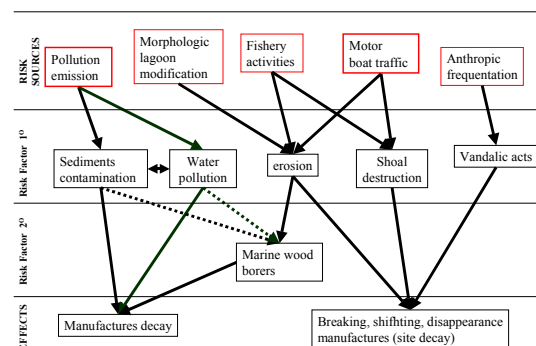 RISK
SOURCES
Pollution
emission
Morphologic
lagoon
modification
Fishery
activities
Motor
boat traffic
Anthropic
frequentation
Risk Factor 1º
Sediments
contamination
Water
pollution
erosion
Shoal
destruction
Vandalic acts
Risk Factor 2º
Marine wood
borers
EFFECTS
Manufactures decay
Breaking, shifhting, disappearance
manufactures (site decay)